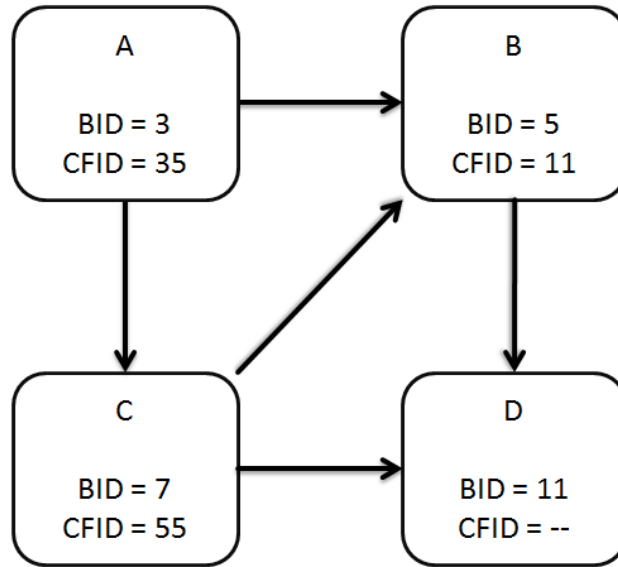 A
BID = 3
CFID = 35
B
BID = 5
CFID = 11
C
BID = 7
CFID = 55
D
BID = 11
CFID = --